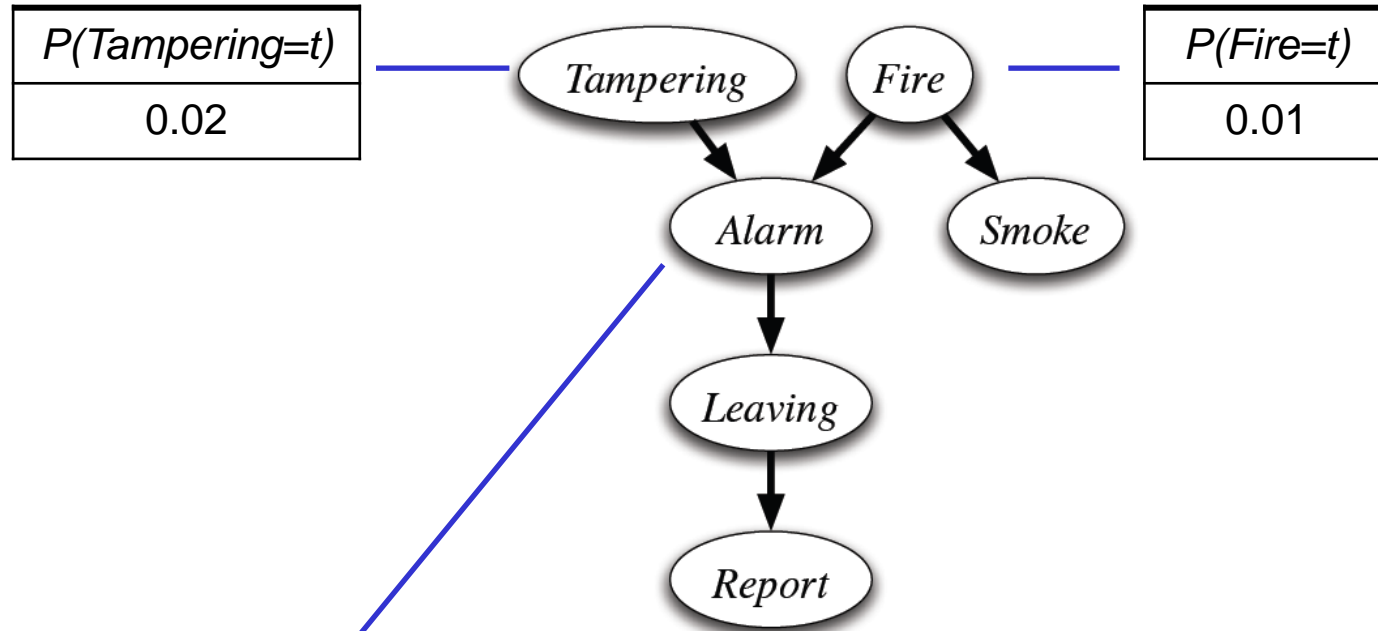 P(Tampering=t)
0.02
Tampering
Fire
P(Fire=t)
0.01
Alarm
Smoke
Leaving
Report